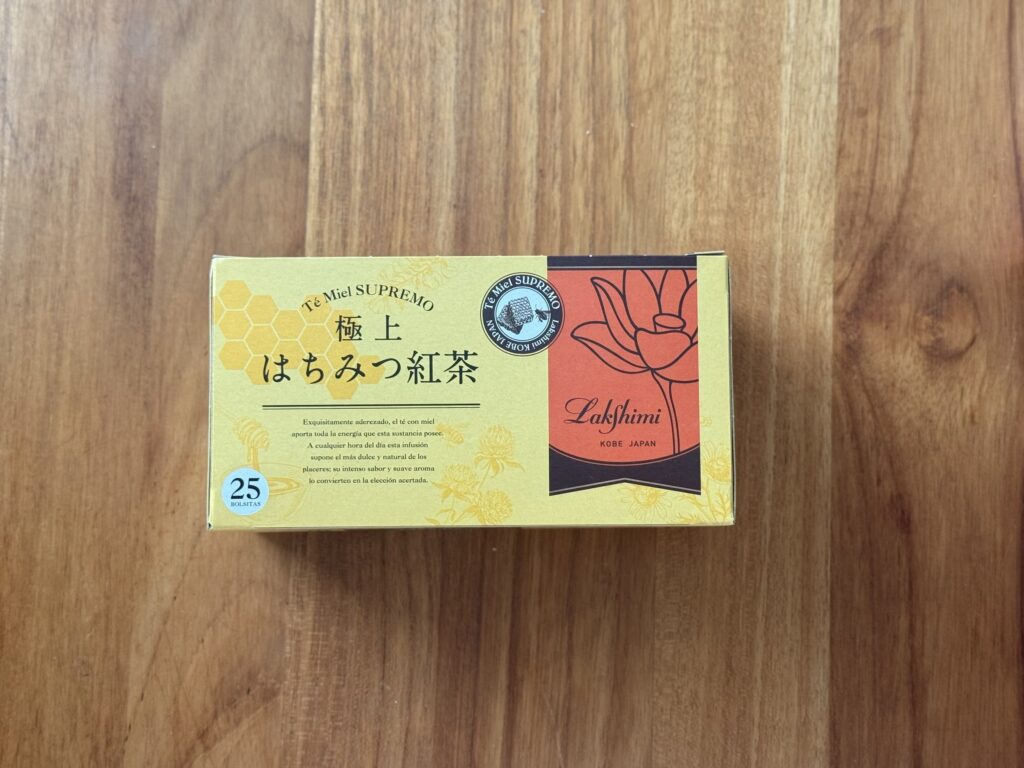 Té Miel SUPREMO
極上
はちみつ紅茶
Exquisitamente aderezado, el té con miel
aporta toda la energía que esta sustancia posee.
A cualquier hora del día esta infusión
supone el más dulce y natural de los
placeres; su intenso sabor y suave aroma
lo convierten en la elección acertada.
25
BOLSITAS
Té Miel SUPREMO
Lakshimi KOBE JAPAN
Lakshimi
KOBE JAPAN